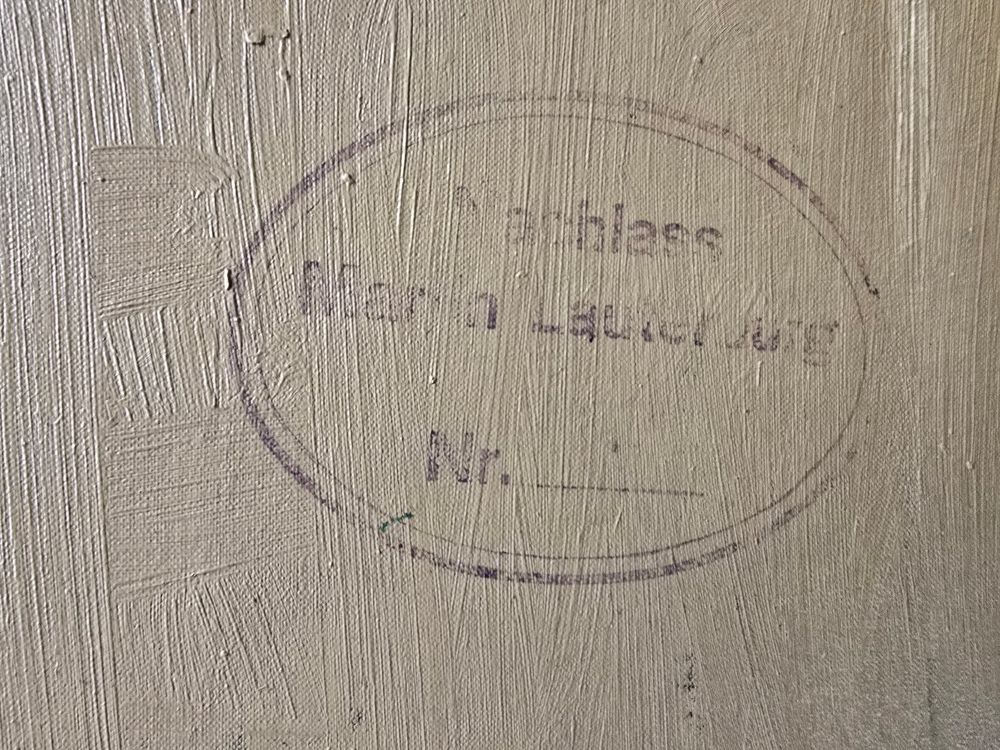 Nachlass
Martin Lauterburg
Nr.